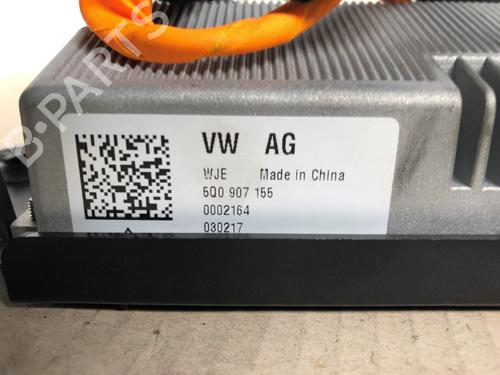 B-PARTS
VW AG
WJE Made in China
5Q0 907 155
0002164
030217